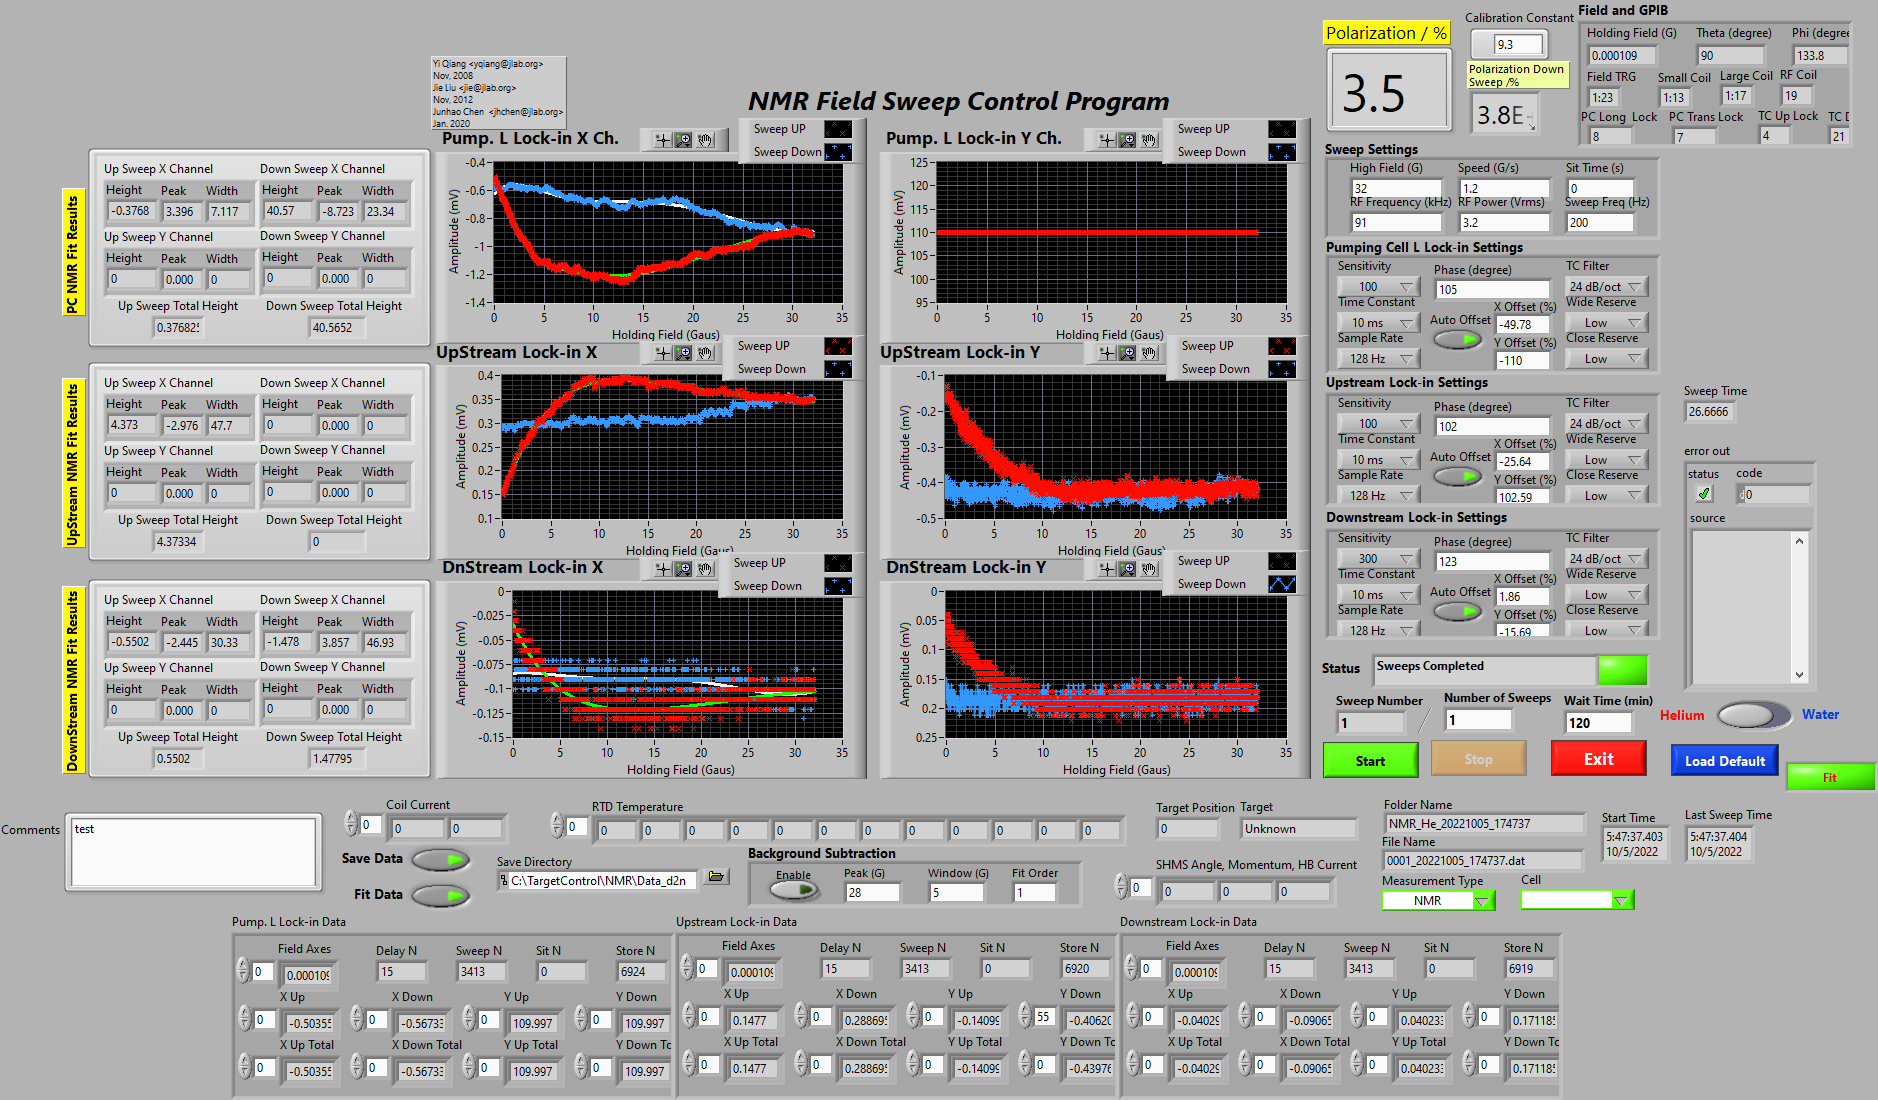 Polarization / %
3.5
Calibration Constant
9.3
Polarization Down
Sweep /%
3.8E-
Field and GPIB
Holding Field (G) Theta (degree) Phi (degree
0.000109 90 133.8
Field TRG Small Coil Large Coil RF Coil
1:23 1:13 1:17 19
PC Long Lock PC Trans Lock TC Up Lock TC D
8 7 4 21
Yi Qiang <yqiang@jlab.org>
Nov, 2008
Jie Liu <jie@jlab.org>
Nov, 2012
Junhao Chen <jhchen@jlab.org>
Jan. 2020
NMR Field Sweep Control Program
PC NMR Fit Results
Up Sweep X Channel Down Sweep X Channel
Height Peak Width Height Peak Width
-0.3768 3.396 7.117 40.57 -8.723 23.34
Up Sweep Y Channel Down Sweep Y Channel
Height Peak Width Height Peak Width
0 0.000 0 0 0.000 0
Up Sweep Total Height Down Sweep Total Height
0.37682 40.5652
Pump. L Lock-in X Ch.
Sweep UP
Sweep Down
Amplitude (mV)
-0.4
-0.6
-0.8
-1
-1.2
-1.4
0 5 10 15 20 25 30 35
Holding Field (Gaus)
Pump. L Lock-in Y Ch.
Sweep UP
Sweep Down
Amplitude (mV)
125
120
115
110
105
100
95
0 5 10 15 20 25 30 35
Holding Field (Gaus)
UpStream NMR Fit Results
Up Sweep X Channel Down Sweep X Channel
Height Peak Width Height Peak Width
4.373 -2.976 47.7 0 0.000 0
Up Sweep Y Channel Down Sweep Y Channel
Height Peak Width Height Peak Width
0 0.000 0 0 0.000 0
Up Sweep Total Height Down Sweep Total Height
4.37334 0
UpStream Lock-in X
Sweep UP
Sweep Down
Amplitude (mV)
0.4
0.35
0.3
0.25
0.2
0.15
0.1
0 5 10 15 20 25 30 35
Holding Field (Gaus)
UpStream Lock-in Y
Sweep UP
Sweep Down
Amplitude (mV)
-0.1
-0.2
-0.3
-0.4
-0.5
0 5 10 15 20 25 30 35
Holding Field (Gaus)
DownStream NMR Fit Results
Up Sweep X Channel Down Sweep X Channel
Height Peak Width Height Peak Width
-0.5502 -2.445 30.33 -1.478 3.857 46.93
Up Sweep Y Channel Down Sweep Y Channel
Height Peak Width Height Peak Width
0 0.000 0 0 0.000 0
Up Sweep Total Height Down Sweep Total Height
0.5502 1.47795
DnStream Lock-in X
Sweep UP
Sweep Down
Amplitude (mV)
0
-0.025
-0.05
-0.075
-0.1
-0.125
-0.15
0 5 10 15 20 25 30 35
Holding Field (Gaus)
DnStream Lock-in Y
Sweep UP
Sweep Down
Amplitude (mV)
0
0.05
0.1
0.15
0.2
0.25
0 5 10 15 20 25 30 35
Holding Field (Gaus)
Sweep Settings
High Field (G) Speed (G/s) Sit Time (s)
32 1.2 0
RF Frequency (kHz) RF Power (Vrms) Sweep Freq (Hz)
91 3.2 200
Pumping Cell L Lock-in Settings
Sensitivity Phase (degree) TC Filter
100 105 24 dB/oct
Time Constant X Offset (%) Wide Reserve
10 ms Auto Offset -49.78 Low
Sample Rate Y Offset (%) Close Reserve
128 Hz -110 Low
Upstream Lock-in Settings
Sensitivity Phase (degree) TC Filter
100 102 24 dB/oct
Time Constant X Offset (%) Wide Reserve
10 ms Auto Offset -25.64 Low
Sample Rate Y Offset (%) Close Reserve
128 Hz 102.59 Low
Downstream Lock-in Settings
Sensitivity Phase (degree) TC Filter
300 123 24 dB/oct
Time Constant X Offset (%) Wide Reserve
10 ms Auto Offset 1.86 Low
Sample Rate Y Offset (%) Close Reserve
128 Hz -15.69 Low
Sweep Time
26.6666
error out
status code
0
source
Status Sweeps Completed
Sweep Number Number of Sweeps Wait Time (min)
1 / 1 120
Helium Water
Start Stop Exit Load Default Fit
Comments test
Coil Current
0 0 0
Save Data
Fit Data
RTD Temperature
0 0 0 0 0 0 0 0 0 0 0 0 0
Save Directory
C:\TargetControl\NMR\Data_d2n
Background Subtraction
Enable Peak (G) Window (G) Fit Order
28 5 1
Target Position Target
0 Unknown
SHMS Angle, Momentum, HB Current
0 0 0 0
Folder Name
NMR_He_20221005_174737
File Name
0001_20221005_174737.dat
Measurement Type Cell
NMR
Start Time Last Sweep Time
5:47:37.403 5:47:37.404
10/5/2022 10/5/2022
Pump. L Lock-in Data
Field Axes Delay N Sweep N Sit N Store N
0 0.00010 15 3413 0 6924
X Up X Down Y Up Y Down
0 -0.5035 0 -0.5673 0 109.997 0 109.997
X Up Total X Down Total Y Up Total Y Down To
0 -0.5035 0 -0.5673 0 109.997 0 109.997
Upstream Lock-in Data
Field Axes Delay N Sweep N Sit N Store N
0 0.00010 15 3413 0 6920
X Up X Down Y Up Y Down
0 0.1477 0 0.28869 0 -0.1409 55 -0.4062
X Up Total X Down Total Y Up Total Y Down To
0 0.1477 0 0.28869 0 -0.1409 0 -0.4397
Downstream Lock-in Data
Field Axes Delay N Sweep N Sit N Store N
0 0.00010 15 3413 0 6919
X Up X Down Y Up Y Down
0 -0.0402 0 -0.0906 0 0.04023 0 0.17118
X Up Total X Down Total Y Up Total Y Down To
0 -0.0402 0 -0.0906 0 0.04023 0 0.17118